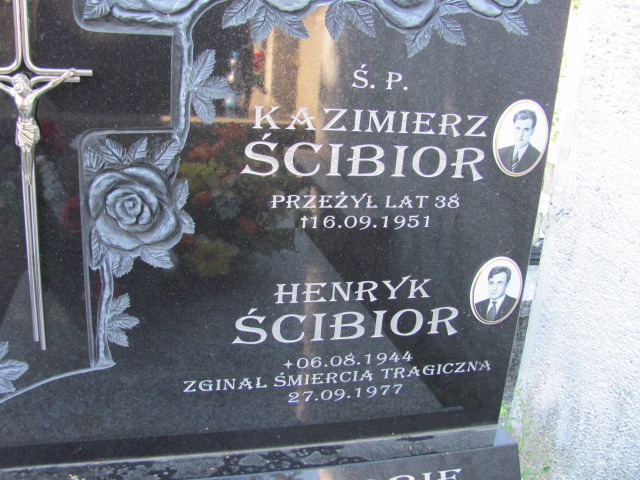 Ś. P.
KAZIMIERZ
ŚCIBIOR
PRZEŻYŁ LAT 38
†16.09.1951
HENRYK
ŚCIBIOR
+06.08.1944
ZGINĄŁ ŚMIERCIĄ TRAGICZNĄ
27.09.1977